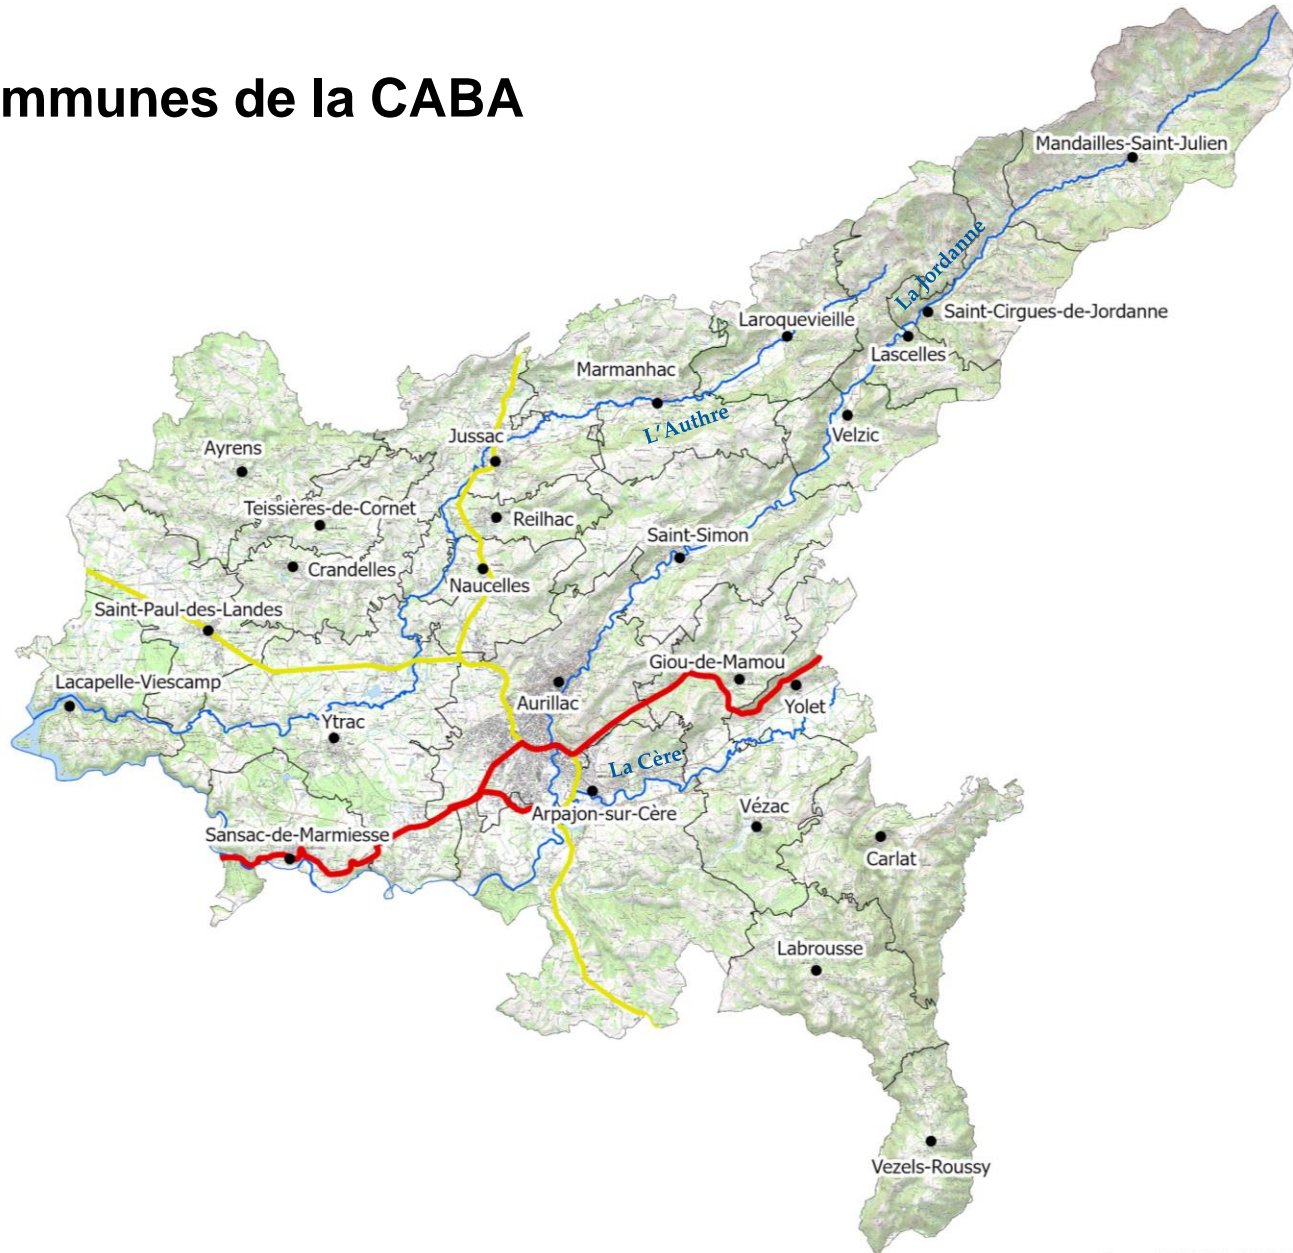 mmunes de la CABA
Mandailles-Saint-Julien
La Jordanne
Saint-Cirgues-de-Jordanne
Laroquevieille
Lascelles
Marmanhac
L'Authre
Velzic
Jussac
Ayrens
Teissières-de-Cornet
Reilhac
Saint-Simon
Crandelles
Naucelles
Saint-Paul-des-Landes
Giou-de-Mamou
Lacapelle-Viescamp
Aurillac
Yolet
Ytrac
La Cère
Arpajon-sur-Cère
Vézac
Sansac-de-Marmiesse
Carlat
Labrousse
Vezels-Roussy